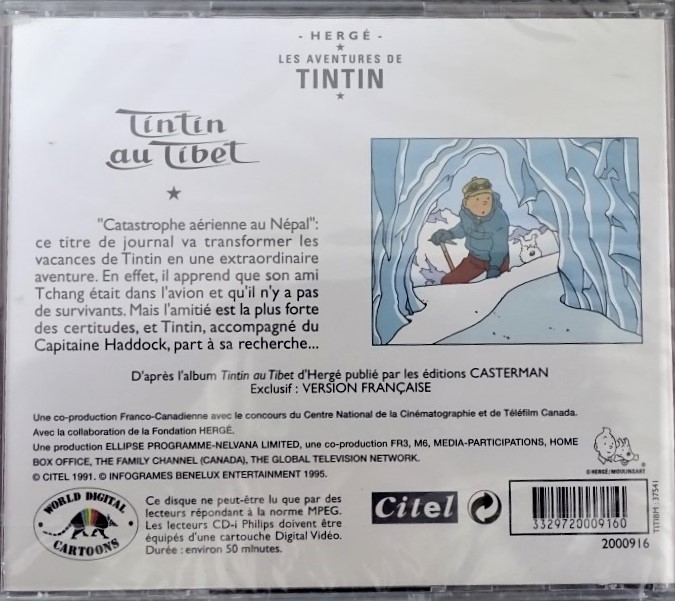 - HERGÉ -
LES AVENTURES DE
TINTIN
Tintin
au Tibet
"Catastrophe aérienne au Népal":
ce titre de journal va transformer les
vacances de Tintin en une extraordinaire
aventure. En effet, il apprend que son ami
Tchang était dans l'avion et qu'il n'y a pas
de survivants. Mais l'amitié est la plus forte
des certitudes, et Tintin, accompagné du
Capitaine Haddock, part à sa recherche...
D'après l'album Tintin au Tibet d'Hergé publié par les éditions CASTERMAN
Exclusif : VERSION FRANÇAISE
Une co-production Franco-Canadienne avec le concours du Centre National de la Cinématographie et de Téléfilm Canada.
Avec la collaboration de la Fondation HERGÉ.
Une production ELLIPSE PROGRAMME-NELVANA LIMITED, une co-production FR3, M6, MEDIA-PARTICIPATIONS, HOME
BOX OFFICE, THE FAMILY CHANNEL (CANADA), THE GLOBAL TELEVISION NETWORK.
© CITEL 1991. © INFOGRAMES BENELUX ENTERTAINMENT 1995.
© HERGÉ/MOULINSART
WORLD DIGITAL
CARTOONS
Ce disque ne peut-être lu que par des
lecteurs répondant à la norme MPEG.
Les lecteurs CD-i Philips doivent être
équipés d'une cartouche Digital Vidéo.
Durée : environ 50 minutes.
Citel
3329720009160
2000916
TITIBM : 37541